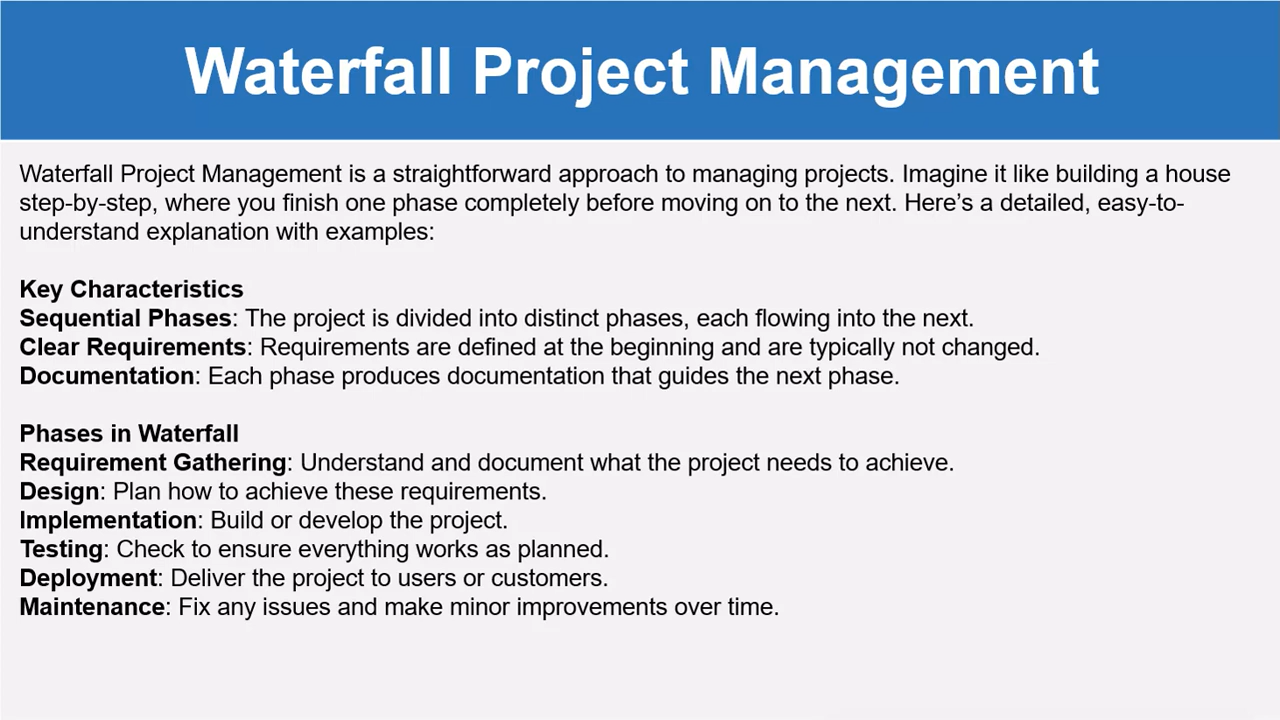 Waterfall Project Management
Waterfall Project Management is a straightforward approach to managing projects. Imagine it like building a house
step-by-step, where you finish one phase completely before moving on to the next. Here’s a detailed, easy-to-
understand explanation with examples:
Key Characteristics
Sequential Phases: The project is divided into distinct phases, each flowing into the next.
Clear Requirements: Requirements are defined at the beginning and are typically not changed.
Documentation: Each phase produces documentation that guides the next phase.
Phases in Waterfall
Requirement Gathering: Understand and document what the project needs to achieve.
Design: Plan how to achieve these requirements.
Implementation: Build or develop the project.
Testing: Check to ensure everything works as planned.
Deployment: Deliver the project to users or customers.
Maintenance: Fix any issues and make minor improvements over time.